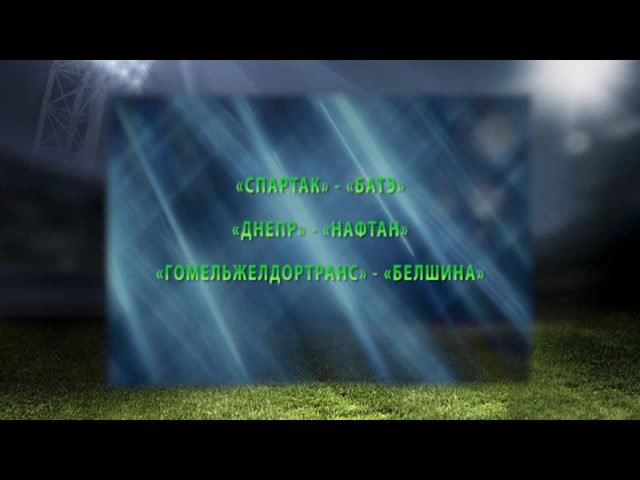 «СПАРТАК» - «БАТЭ»
«ДНЕПР» - «НАФТАН»
«ГОМЕЛЬЖЕЛДОРТРАНС» - «БЕЛШИНА»